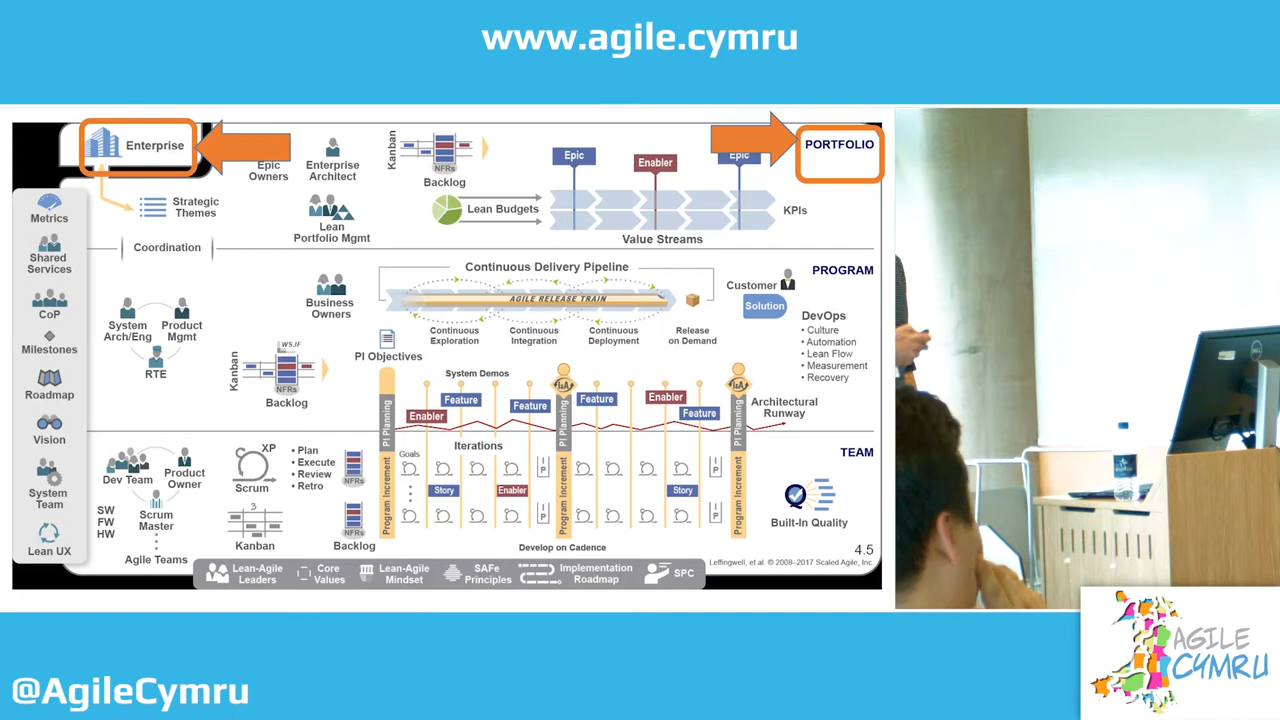 www.agile.cymru
Enterprise
Epic
Owners
Enterprise
Architect
Kanban
NFRs
Backlog
Epic
Enabler
Epic
PORTFOLIO
Strategic
Themes
Lean
Portfolio Mgmt
Lean Budgets
Value Streams
KPIs
Metrics
Shared
Services
CoP
Milestones
Roadmap
Vision
System
Team
Lean UX
Coordination
PROGRAM
Continuous Delivery Pipeline
AGILE RELEASE TRAIN
Business
Owners
Customer
Solution
Continuous
Exploration
Continuous
Integration
Continuous
Deployment
Release
on Demand
DevOps
• Culture
• Automation
• Lean Flow
• Measurement
• Recovery
System
Arch/Eng
Product
Mgmt
RTE
Kanban
WSJF
NFRs
Backlog
PI Objectives
System Demos
PI Planning
Enabler
Feature
Feature
I&A
PI Planning
Feature
Enabler
Feature
I&A
PI Planning
Architectural
Runway
TEAM
Iterations
Dev Team
Product
Owner
Scrum
Master
Agile Teams
SW
FW
HW
XP
Scrum
• Plan
• Execute
• Review
• Retro
Kanban
NFRs
NFRs
Backlog
Program Increment
Goals
Story
Enabler
I P
I P
Program Increment
Story
I P
I P
Program Increment
Built-In Quality
Develop on Cadence
4.5
Leffingwell, et al. © 2008–2017 Scaled Agile, Inc.
Lean-Agile
Leaders
Core
Values
Lean-Agile
Mindset
SAFe
Principles
Implementation
Roadmap
SPC
DELL
@AgileCymru
AGILE
CYMRU